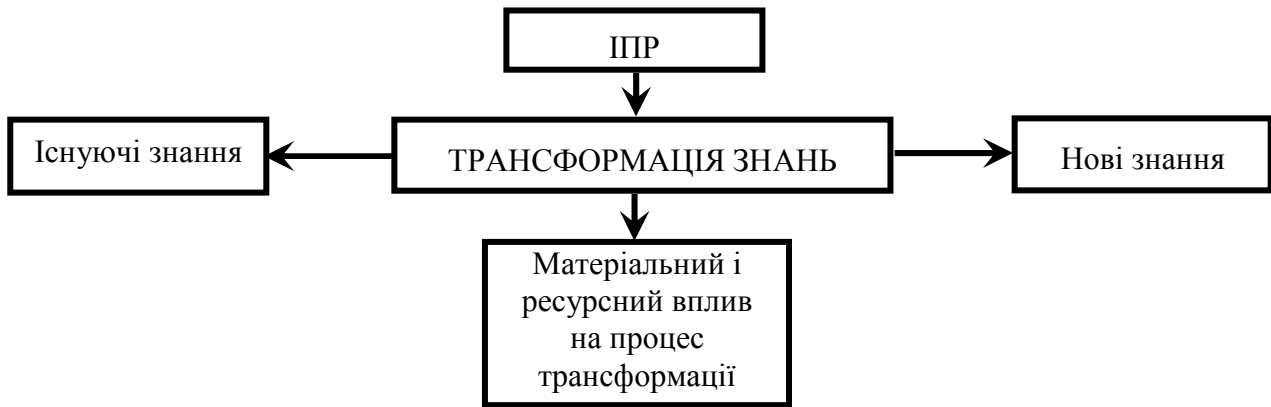 ІПР
Існуючі знання
ТРАНСФОРМАЦІЯ ЗНАНЬ
Нові знання
Матеріальний і
ресурсний вплив
на процес
трансформації